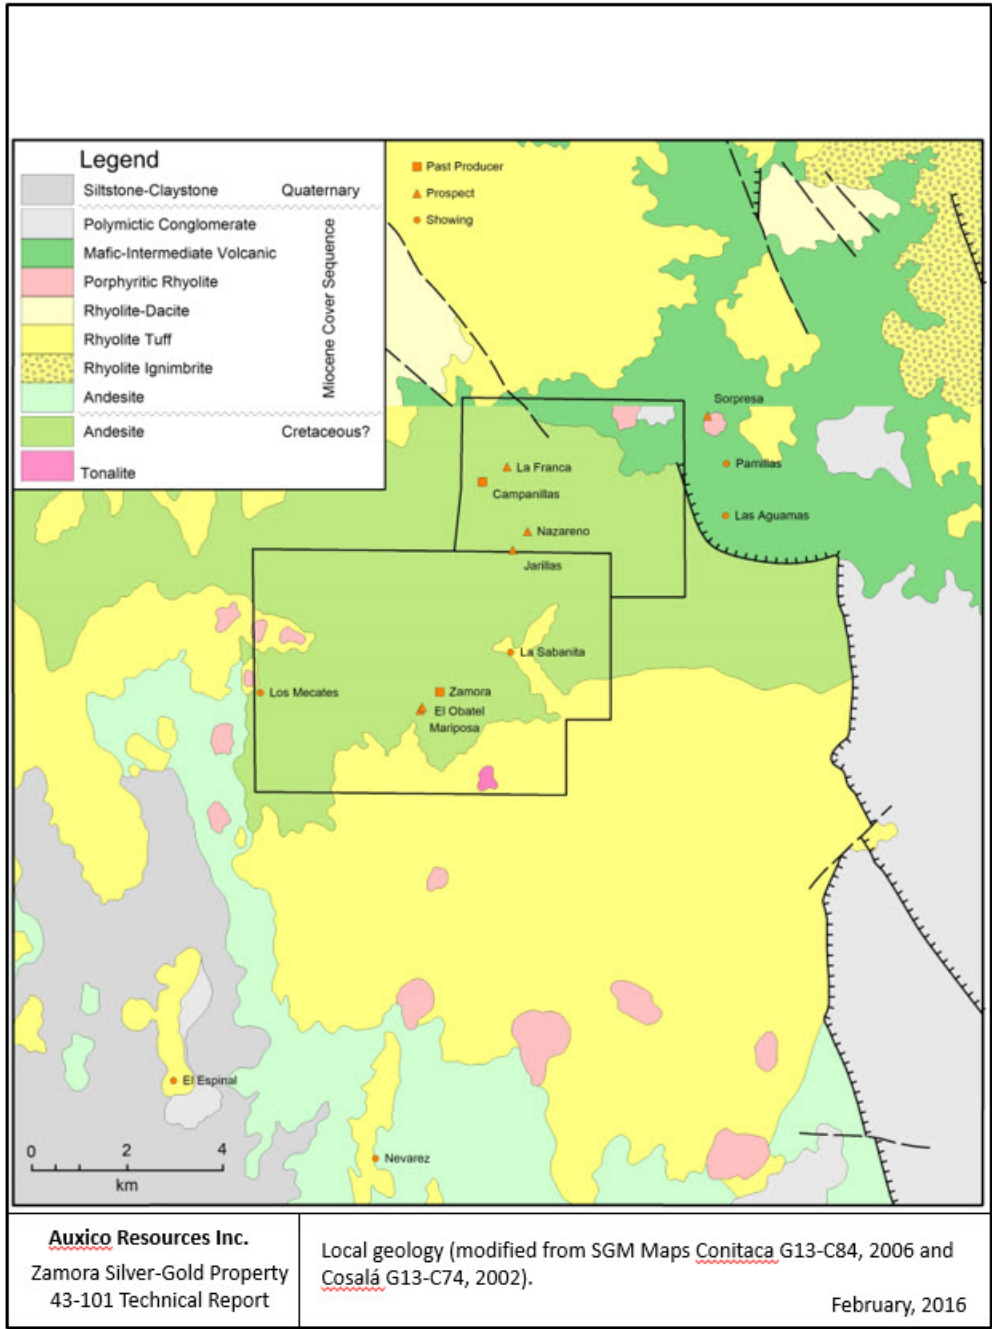 Legend
Siltstone-Claystone Quaternary
Polymictic Conglomerate
Mafic-Intermediate Volcanic
Porphyritic Rhyolite
Rhyolite-Dacite
Rhyolite Tuff
Rhyolite Ignimbrite
Andesite
Miocene Cover Sequence
Andesite Cretaceous?
Tonalite
Past Producer
Prospect
Showing
Sorpresa
Pamillas
Las Aguamas
La Franca
Campanillas
Nazareno
Jarillas
La Sabanita
Los Mecates
Zamora
El Obatel
Mariposa
El Espinal
Nevarez
0 2 4
km
Auxico Resources Inc.
Zamora Silver-Gold Property
43-101 Technical Report
Local geology (modified from SGM Maps Conitaca G13-C84, 2006 and
Cosalá G13-C74, 2002).
February, 2016